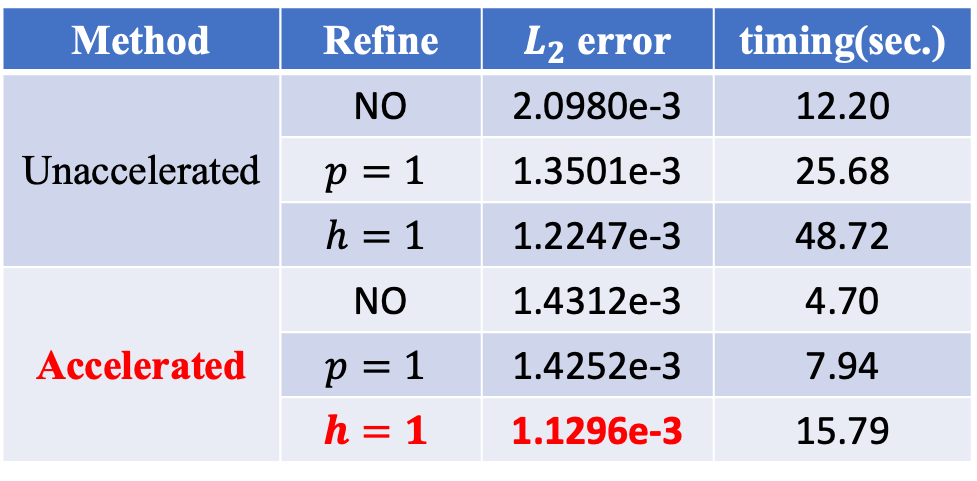 Method Refine L₂ error timing(sec.)
NO 2.0980e-3 12.20
Unaccelerated p = 1 1.3501e-3 25.68
h = 1 1.2247e-3 48.72
NO 1.4312e-3 4.70
Accelerated p = 1 1.4252e-3 7.94
h = 1 1.1296e-3 15.79